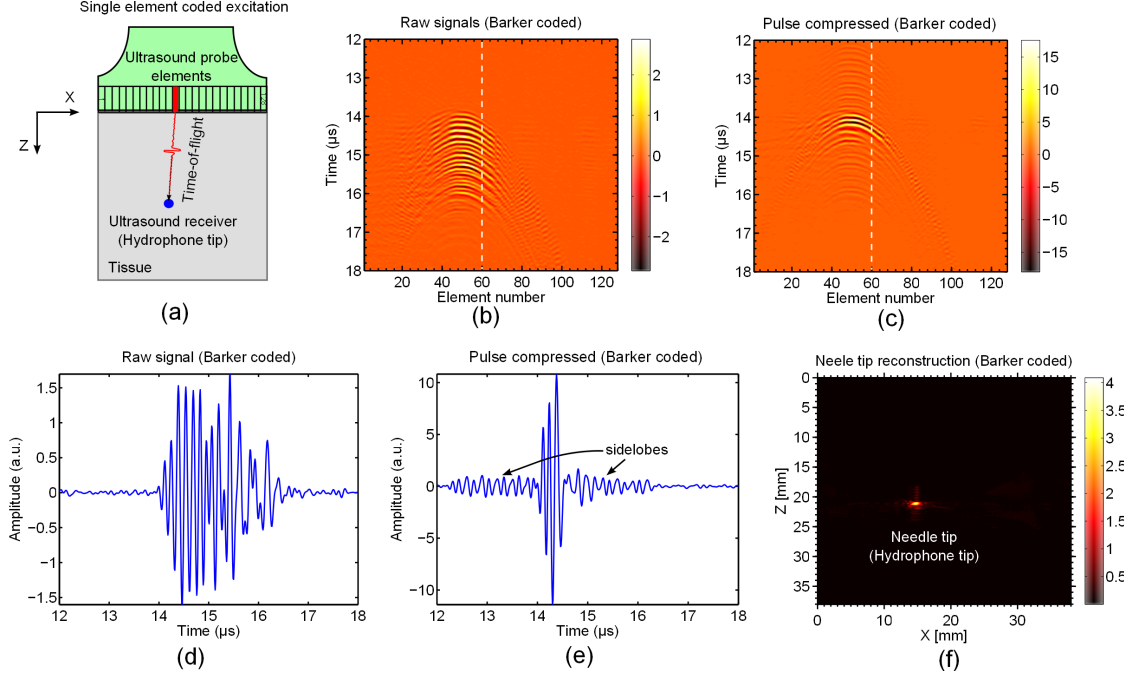 Single element coded excitation
Ultrasound probe
elements
X
Z
Time-of-flight
Ultrasound receiver
(Hydrophone tip)
Tissue
(a)
Raw signals (Barker coded)
12
13
14
15
16
17
18
Time (µs)
20 40 60 80 100 120
Element number
2
1
0
−1
−2
(b)
Pulse compressed (Barker coded)
12
13
14
15
16
17
18
Time (µs)
20 40 60 80 100 120
Element number
15
10
5
0
−5
−10
−15
(c)
Raw signal (Barker coded)
1.5
1
0.5
0
−0.5
−1
−1.5
Amplitude (a.u.)
12 13 14 15 16 17 18
Time (µs)
(d)
Pulse compressed (Barker coded)
10
5
0
−5
−10
Amplitude (a.u.)
sidelobes
12 13 14 15 16 17 18
Time (µs)
(e)
Neele tip reconstruction (Barker coded)
0
5
10
15
20
25
30
35
Z [mm]
Needle tip
(Hydrophone tip)
0 10 20 30
X [mm]
4
3.5
3
2.5
2
1.5
1
0.5
(f)